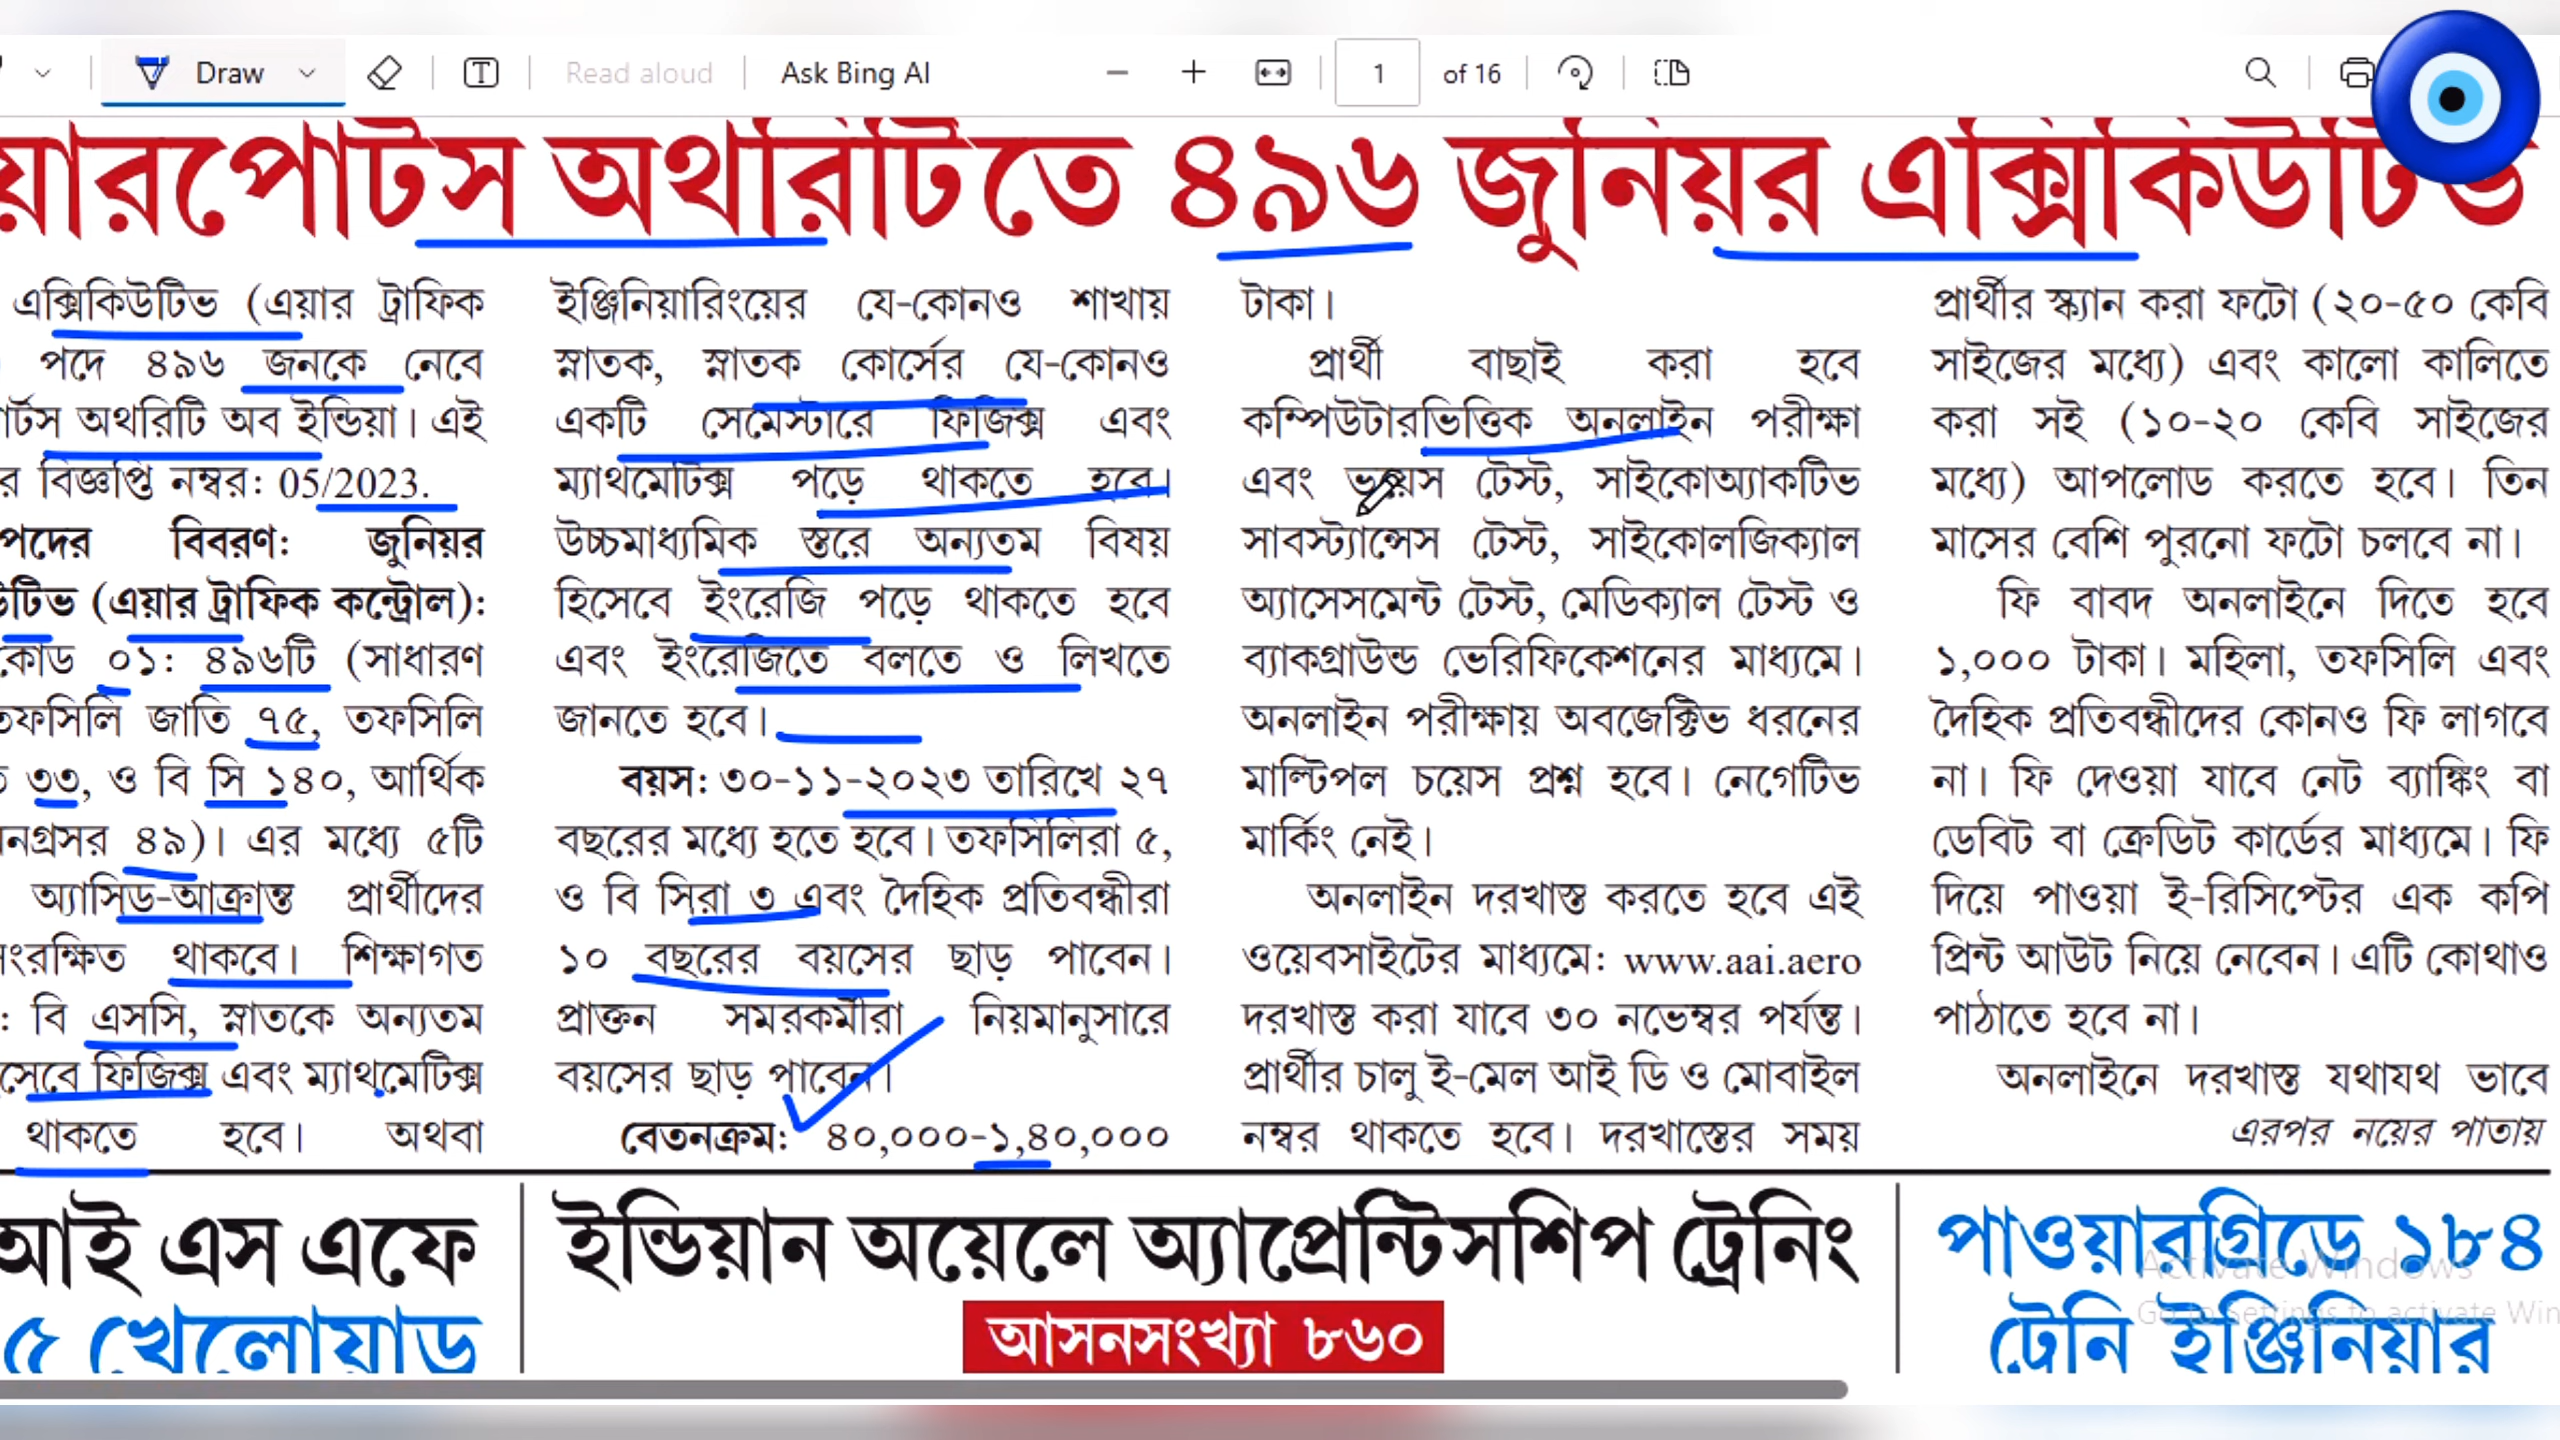 Draw
Read aloud
Ask Bing AI
1 of 16
য়ারপোর্টস অথরিটিতে ৪৯৬ জুনিয়র এক্সিকিউটিভ
এক্সিকিউটিভ (এয়ার ট্রাফিক
পদে ৪৯৬ জনকে নেবে
র্টস অথরিটি অব ইন্ডিয়া। এই
র বিজ্ঞপ্তি নম্বর: 05/2023.
পদের বিবরণ: জুনিয়র
উটিভ (এয়ার ট্রাফিক কন্ট্রোল):
কোড ০১: ৪৯৬টি (সাধারণ
তফসিলি জাতি ৭৫, তফসিলি
৩৩, ও বি সি ১৪০, আর্থিক
নগ্রসর ৪৯)। এর মধ্যে ৫টি
অ্যাসিড-আক্রান্ত প্রার্থীদের
সংরক্ষিত থাকবে। শিক্ষাগত
: বি এসসি, স্নাতকে অন্যতম
সেবে ফিজিক্স এবং ম্যাথমেটিক্স
থাকতে হবে। অথবা
ইঞ্জিনিয়ারিংয়ের যে-কোনও শাখায়
স্নাতক, স্নাতক কোর্সের যে-কোনও
একটি সেমেস্টারে ফিজিক্স এবং
ম্যাথমেটিক্স পড়ে থাকতে হবে।
উচ্চমাধ্যমিক স্তরে অন্যতম বিষয়
হিসেবে ইংরেজি পড়ে থাকতে হবে
এবং ইংরেজিতে বলতে ও লিখতে
জানতে হবে।
বয়স: ৩০-১১-২০২৩ তারিখে ২৭
বছরের মধ্যে হতে হবে। তফসিলিরা ৫,
ও বি সিরা ৩ এবং দৈহিক প্রতিবন্ধীরা
১০ বছরের বয়সের ছাড় পাবেন।
প্রাক্তন সমরকর্মীরা নিয়মানুসারে
বয়সের ছাড় পাবেন।
বেতনক্রম: ৪০,০০০-১,৪০,০০০
টাকা।
প্রার্থী বাছাই করা হবে
কম্পিউটারভিত্তিক অনলাইন পরীক্ষা
এবং ভয়েস টেস্ট, সাইকোঅ্যাকটিভ
সাবস্ট্যান্সেস টেস্ট, সাইকোলজিক্যাল
অ্যাসেসমেন্ট টেস্ট, মেডিক্যাল টেস্ট ও
ব্যাকগ্রাউন্ড ভেরিফিকেশনের মাধ্যমে।
অনলাইন পরীক্ষায় অবজেক্টিভ ধরনের
মাল্টিপল চয়েস প্রশ্ন হবে। নেগেটিভ
মার্কিং নেই।
অনলাইন দরখাস্ত করতে হবে এই
ওয়েবসাইটের মাধ্যমে: www.aai.aero
দরখাস্ত করা যাবে ৩০ নভেম্বর পর্যন্ত।
প্রার্থীর চালু ই-মেল আই ডি ও মোবাইল
নম্বর থাকতে হবে। দরখাস্তের সময়
প্রার্থীর স্ক্যান করা ফটো (২০-৫০ কেবি
সাইজের মধ্যে) এবং কালো কালিতে
করা সই (১০-২০ কেবি সাইজের
মধ্যে) আপলোড করতে হবে। তিন
মাসের বেশি পুরনো ফটো চলবে না।
ফি বাবদ অনলাইনে দিতে হবে
১,০০০ টাকা। মহিলা, তফসিলি এবং
দৈহিক প্রতিবন্ধীদের কোনও ফি লাগবে
না। ফি দেওয়া যাবে নেট ব্যাঙ্কিং বা
ডেবিট বা ক্রেডিট কার্ডের মাধ্যমে। ফি
দিয়ে পাওয়া ই-রিসিপ্টের এক কপি
প্রিন্ট আউট নিয়ে নেবেন। এটি কোথাও
পাঠাতে হবে না।
অনলাইনে দরখাস্ত যথাযথ ভাবে
এরপর নয়ের পাতায়
আই এস এফে
৫ খেলোয়াড়
ইন্ডিয়ান অয়েলে অ্যাপ্রেন্টিসশিপ ট্রেনিং
আসনসংখ্যা ৮৬০
পাওয়ারগ্রিডে ১৮৪
ট্রেনি ইঞ্জিনিয়ার
Activate Windows
Go to Settings to activate Win